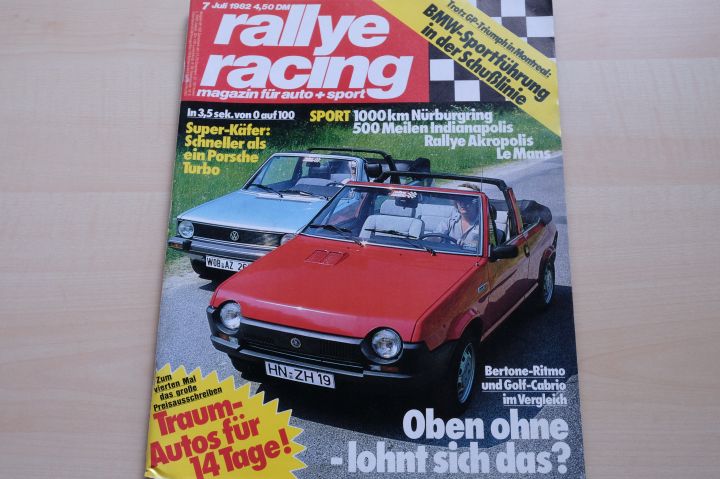 7 Juli 1982 4,50 DM
rallye
racing
magazin für auto + sport
Trotz GP-Triumph in Montreal:
BMW-Sportführung
in der Schußlinie
In 3,5 sek. von 0 auf 100
Super-Käfer:
Schneller als
ein Porsche
Turbo
SPORT 1000 km Nürburgring
500 Meilen Indianapolis
Rallye Akropolis
Le Mans
WOB-AZ 26
HN-ZH 19
Zum
vierten Mal
das große
Preisausschreiben
Traum-
Autos für
14 Tage!
Bertone-Ritmo
und Golf-Cabrio
im Vergleich
Oben ohne
- lohnt sich das?